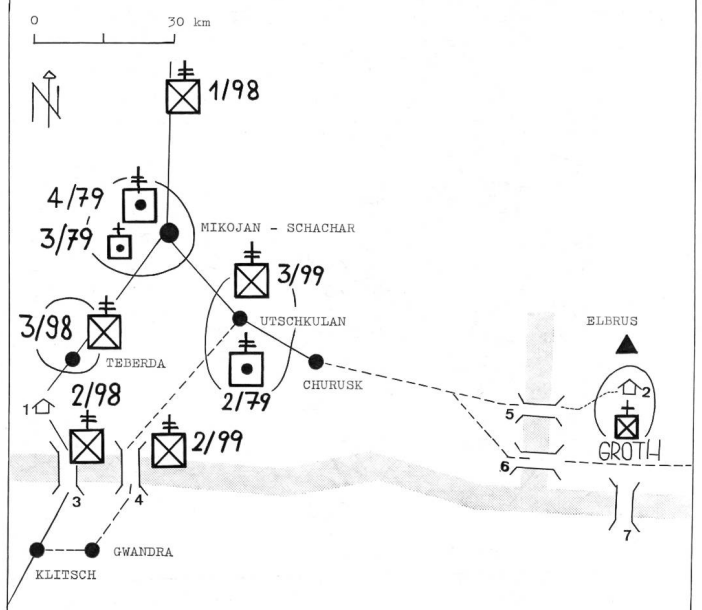 0 30 km
N
1/98
4/79
3/79
MIKOJAN - SCHACHAR
3/99
3/98
UTSCHKULAN
ELBRUS
TEBERDA
CHURUSK
2/79
1
2/98
2
5
2/99
6
GROTH
3
4
7
GWANDRA
KLITSCH